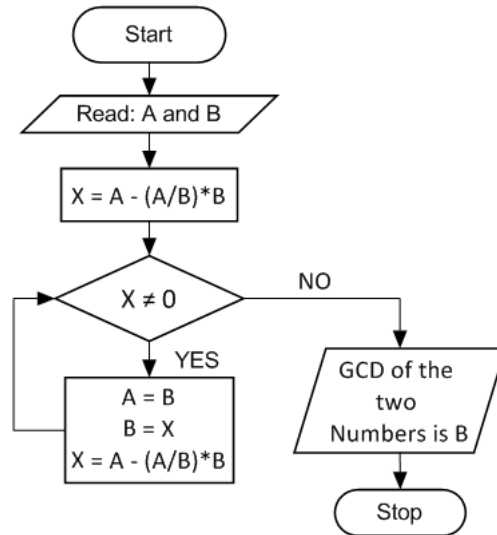 Start
Read: A and B
X = A - (A/B)*B
X ≠ 0
NO
YES
A = B
B = X
X = A - (A/B)*B
GCD of the
two
Numbers is B
Stop